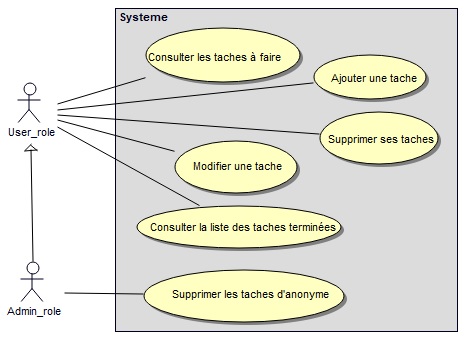 Systeme
Consulter les taches à faire
Ajouter une tache
User_role
Supprimer ses taches
Modifier une tache
Consulter la liste des taches terminées
Admin_role
Supprimer les taches d'anonyme